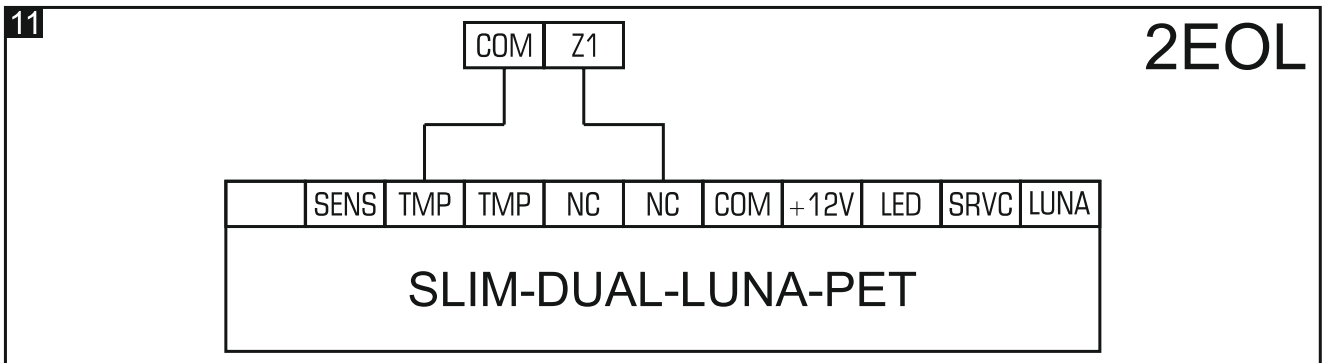 11
COM Z1
2EOL
SENS TMP TMP NC NC COM +12V LED SRVC LUNA
SLIM-DUAL-LUNA-PET